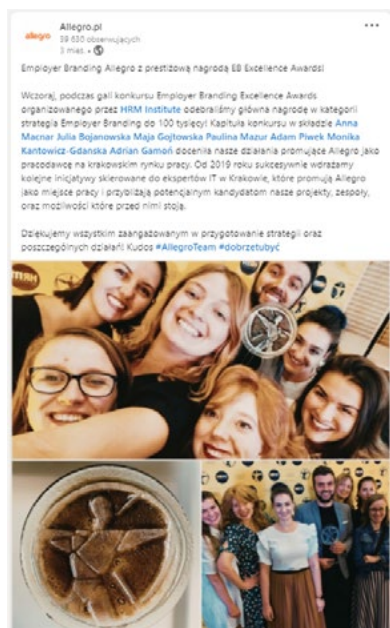 Allegro.pl
allegro
39 630 obserwujących
3 mies. •
Employer Branding Allegro z prestiżową nagrodą EB Excellence Awards!
Wczoraj, podczas gali konkursu Employer Branding Excellence Awards
organizowanego przez HRM Institute odebraliśmy główną nagrodę w kategorii
strategia Employer Branding do 100 tysięcy! Kapituła konkursu w składzie Anna
Macnar Julia Bojanowska Maja Gojtowska Paulina Mazur Adam Piwek Monika
Kantowicz-Gdanska Adrian Gamoń doceniła nasze działania promujące Allegro jako
pracodawcę na krakowskim rynku pracy. Od 2019 roku sukcesywnie wdrażamy
kolejne inicjatywy skierowane do ekspertów IT w Krakowie, które promują Allegro
jako miejsce pracy i przybliżają potencjalnym kandydatom nasze projekty, zespoły,
oraz możliwości które przed nimi stoją.
Dziękujemy wszystkim zaangażowanym w przygotowanie strategii oraz
poszczególnych działań! Kudos #AllegroTeam #dobrzetubyć